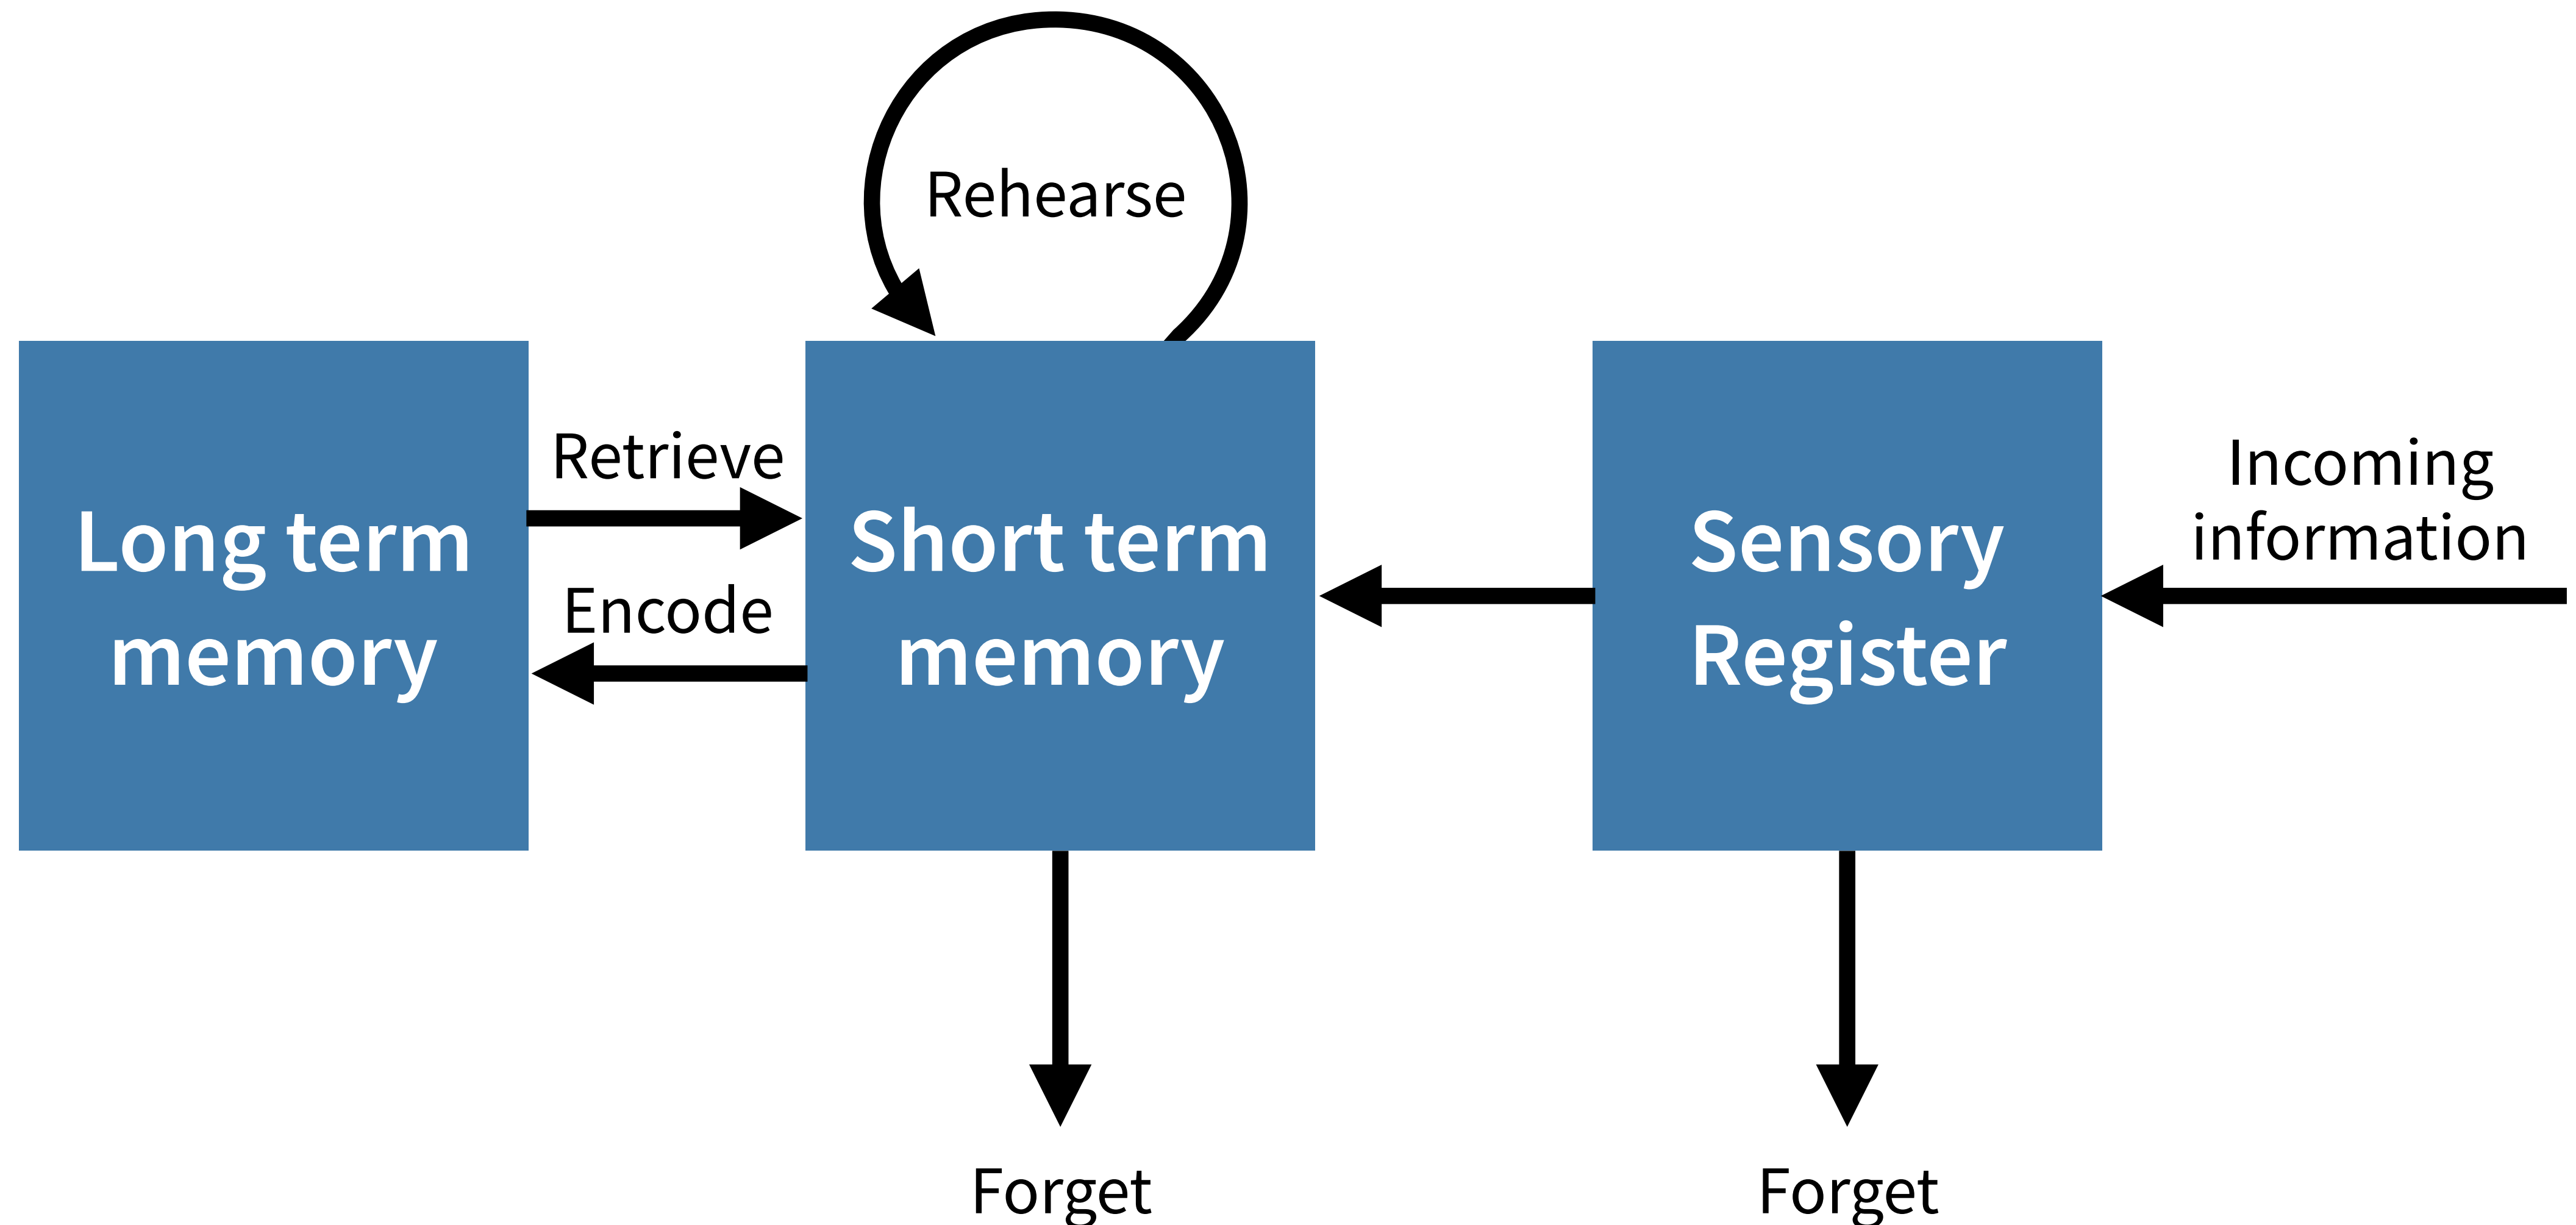 Rehearse
Retrieve
Encode
Long term
memory
Short term
memory
Sensory
Register
Incoming
information
Forget
Forget